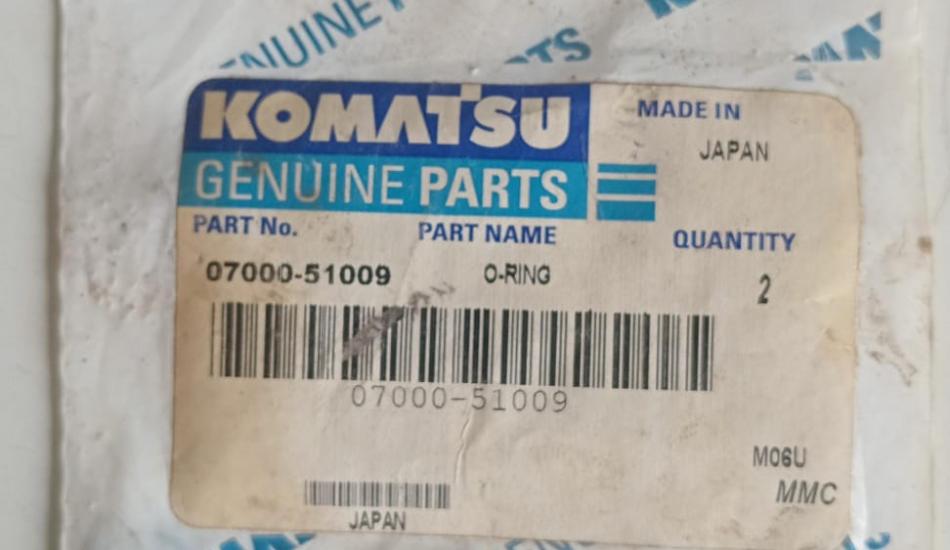 GENUINE
KOMATSU
GENUINE PARTS
MADE IN
JAPAN
PART No.
PART NAME
QUANTITY
07000-51009
O-RING
2
07000-51009
M06U
MMC
JAPAN